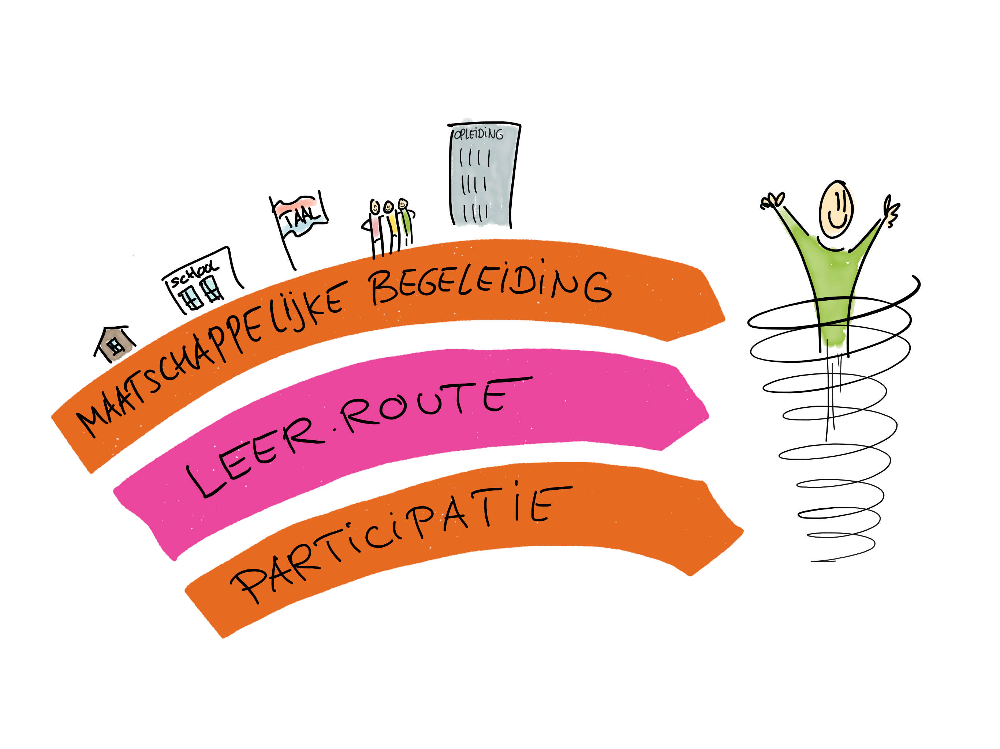 OPLEIDING
TAAL
SCHOOL
MAATSCHAPPELIJKE BEGELEIDING
LEER.ROUTE
PARTICIPATIE